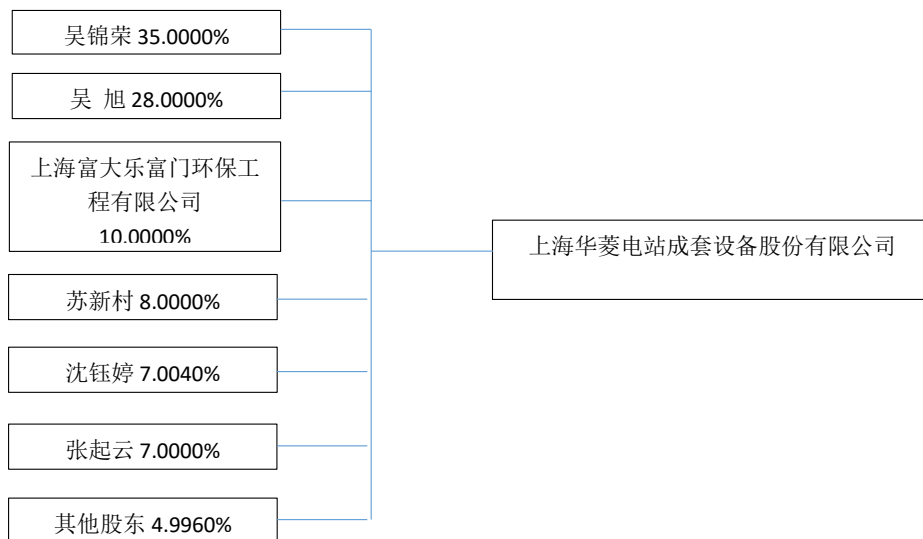 吴锦荣 35.0000%
吴 旭 28.0000%
上海富大乐富门环保工
程有限公司
10.0000%
苏新村 8.0000%
沈钰婷 7.0040%
张起云 7.0000%
其他股东 4.9960%
上海华菱电站成套设备股份有限公司